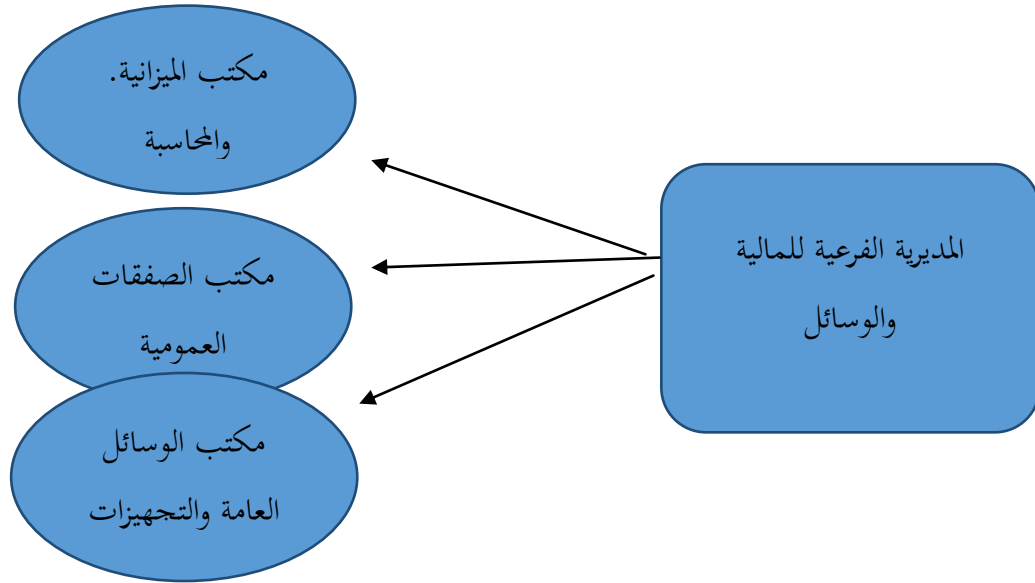 المديرية الفرعية للمالية
والوسائل
مكتب الميزانية.
والمحاسبة
مكتب الصفقات
العمومية
مكتب الوسائل
العامة والتجهيزات